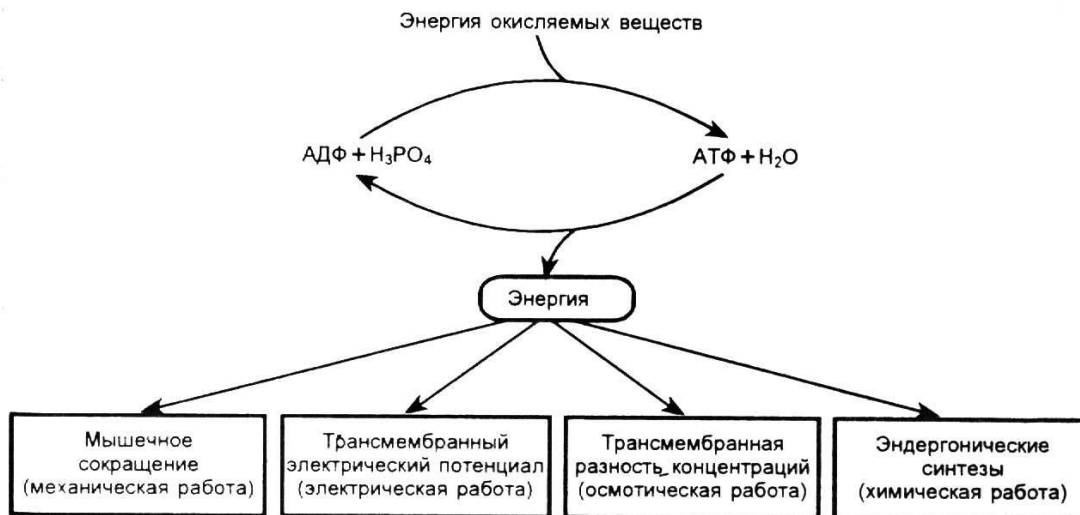 Энергия окисляемых веществ
АДФ + H₃PO₄
АТФ + H₂O
Энергия
Мышечное
сокращение
(механическая работа)
Трансмембранный
электрический потенциал
(электрическая работа)
Трансмембранная
разность концентраций
(осмотическая работа)
Эндергонические
синтезы
(химическая работа)